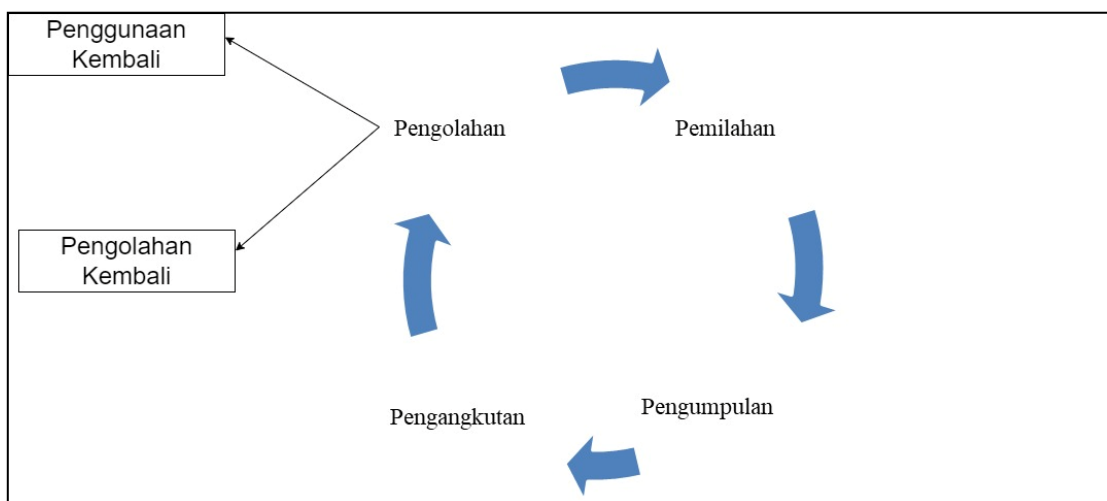 Penggunaan
Kembali
Pengolahan
Pemilahan
Pengolahan
Kembali
Pengangkutan
Pengumpulan